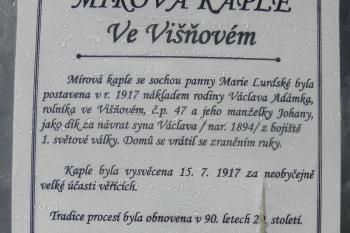 MÍROVÁ KAPLE
Ve Višňovém
Mírová kaple se sochou panny Marie Lurdské byla
postavena v r. 1917 nákladem rodiny Václava Adámka,
rolníka ve Višňovém, č.p. 47 a jeho manželky Johany,
jako dík za návrat syna Václava / nar. 1894/ z bojiště
1. světové války. Domů se vrátil se zraněním ruky.
Kaple byla vysvěcena 15. 7. 1917 za neobyčejně
velké účasti věřících.
Tradice procesí byla obnovena v 90. letech 20. století.